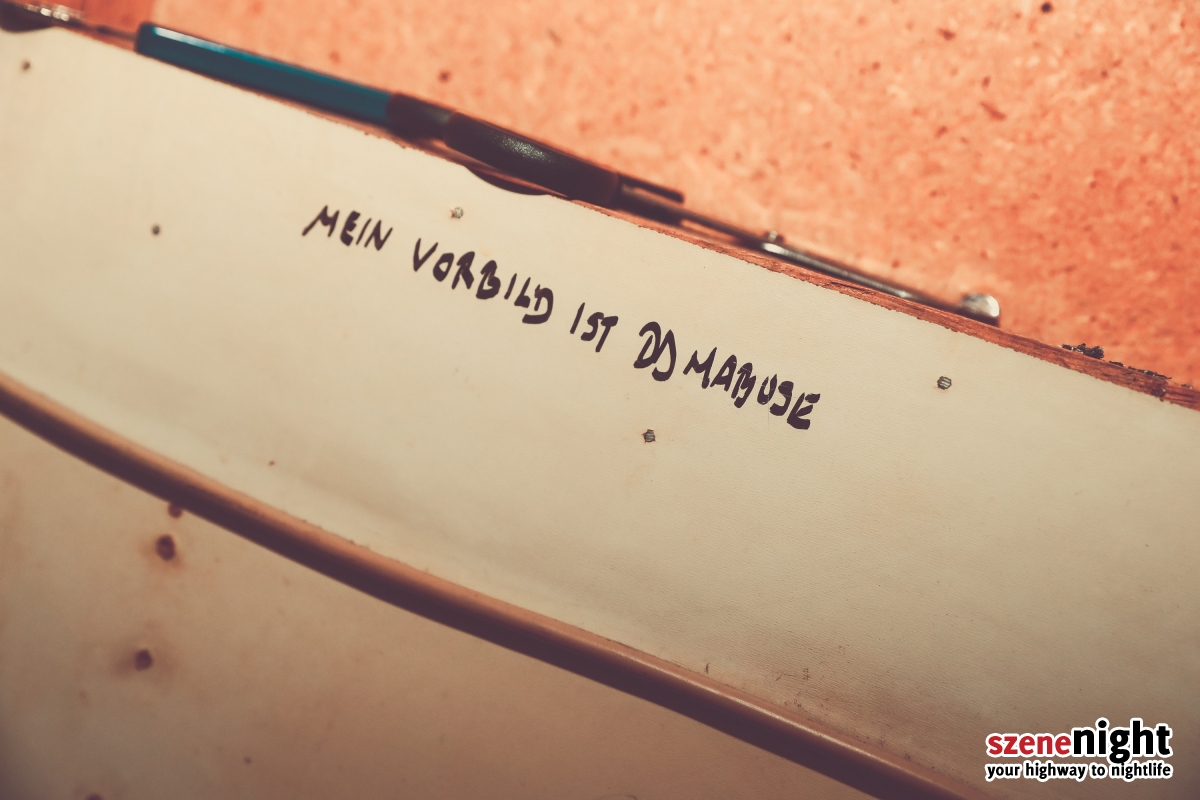 MEIN VORBILD IST DJ MABUSE
szenenight
your highway to nightlife